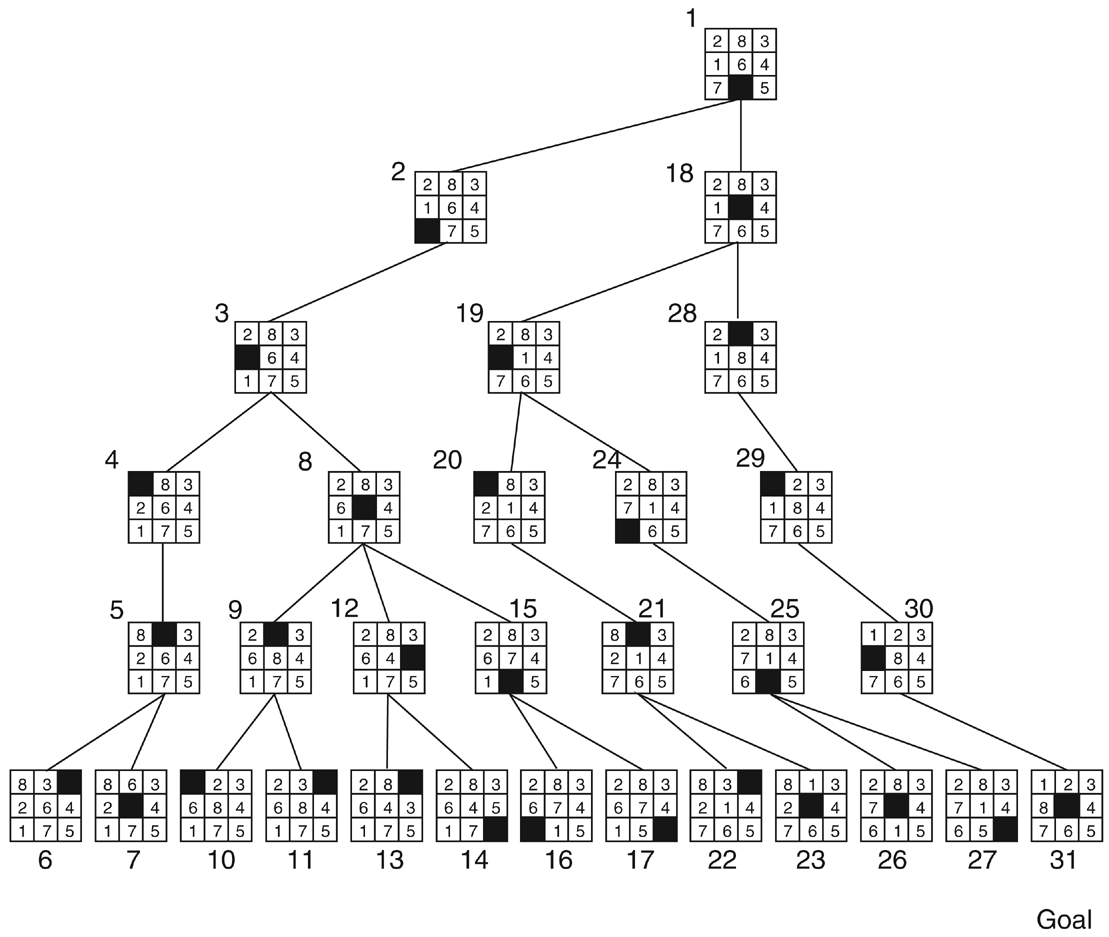 1
2 8 3
1 6 4
7 5
2 18
2 8 3 2 8 3
1 6 4 1 4
7 5 7 6 5
3 19 28
2 8 3 2 8 3 2 3
6 4 1 4 1 8 4
1 7 5 7 6 5 7 6 5
4 8 20 24 29
8 3 2 8 3 8 3 2 8 3 2 3
2 6 4 6 4 2 1 4 7 1 4 1 8 4
1 7 5 1 7 5 7 6 5 6 5 7 6 5
5 9 12 15 21 25 30
8 3 2 3 2 8 3 2 8 3 8 3 2 8 3 1 2 3
2 6 4 6 8 4 6 4 6 7 4 2 1 4 7 1 4 8 4
1 7 5 1 7 5 1 7 5 1 5 7 6 5 6 5 7 6 5
8 3 8 6 3 2 3 2 3 2 8 2 8 3 2 8 3 2 8 3 8 3 8 1 3 2 8 3 2 8 3 1 2 3
2 6 4 2 4 6 8 4 6 8 4 6 4 3 6 4 5 6 7 4 6 7 4 2 1 4 2 4 7 4 7 1 4 8 4
1 7 5 1 7 5 1 7 5 1 7 5 1 7 5 1 7 1 5 1 5 7 6 5 7 6 5 6 1 5 6 5 7 6 5
6 7 10 11 13 14 16 17 22 23 26 27 31
Goal